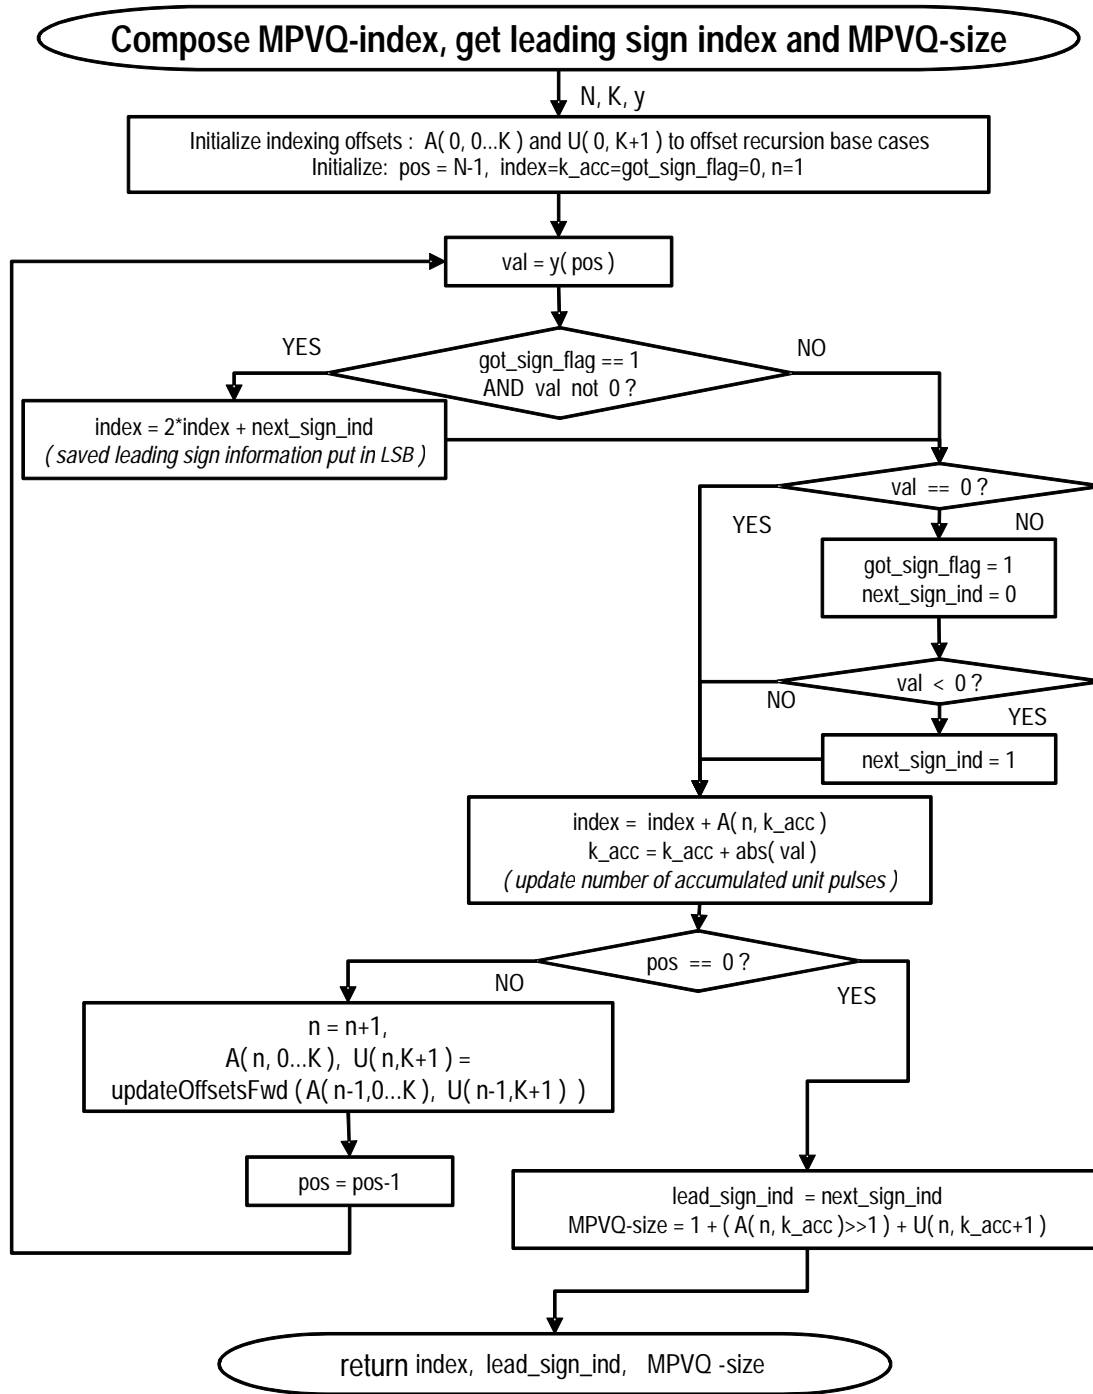 Compose MPVQ-index, get leading sign index and MPVQ-size
N, K, y
Initialize indexing offsets : A( 0, 0...K ) and U( 0, K+1 ) to offset recursion base cases
Initialize: pos = N-1, index=k_acc=got_sign_flag=0, n=1
val = y( pos )
YES
got_sign_flag == 1
AND val not 0 ?
NO
index = 2*index + next_sign_ind
( saved leading sign information put in LSB )
val == 0 ?
YES
NO
got_sign_flag = 1
next_sign_ind = 0
val < 0 ?
NO
YES
next_sign_ind = 1
index = index + A( n, k_acc )
k_acc = k_acc + abs( val )
( update number of accumulated unit pulses )
pos == 0 ?
NO
YES
n = n+1,
A( n, 0...K ), U( n,K+1 ) =
updateOffsetsFwd ( A( n-1,0...K ), U( n-1,K+1 ) )
pos = pos-1
lead_sign_ind = next_sign_ind
MPVQ-size = 1 + ( A( n, k_acc )>>1 ) + U( n, k_acc+1 )
return index, lead_sign_ind, MPVQ -size